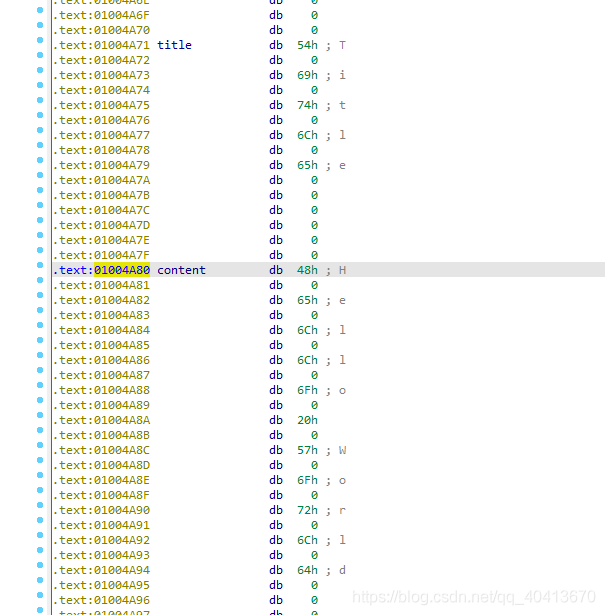 .text:01004A6E db 0
.text:01004A6F db 0
.text:01004A70 db 0
.text:01004A71 title db 54h ; T
.text:01004A72 db 0
.text:01004A73 db 69h ; i
.text:01004A74 db 0
.text:01004A75 db 74h ; t
.text:01004A76 db 0
.text:01004A77 db 6Ch ; l
.text:01004A78 db 0
.text:01004A79 db 65h ; e
.text:01004A7A db 0
.text:01004A7B db 0
.text:01004A7C db 0
.text:01004A7D db 0
.text:01004A7E db 0
.text:01004A7F db 0
.text:01004A80 content db 48h ; H
.text:01004A81 db 0
.text:01004A82 db 65h ; e
.text:01004A83 db 0
.text:01004A84 db 6Ch ; l
.text:01004A85 db 0
.text:01004A86 db 6Ch ; l
.text:01004A87 db 0
.text:01004A88 db 6Fh ; o
.text:01004A89 db 0
.text:01004A8A db 20h
.text:01004A8B db 0
.text:01004A8C db 57h ; W
.text:01004A8D db 0
.text:01004A8E db 6Fh ; o
.text:01004A8F db 0
.text:01004A90 db 72h ; r
.text:01004A91 db 0
.text:01004A92 db 6Ch ; l
.text:01004A93 db 0
.text:01004A94 db 64h ; d
.text:01004A95 db 0
.text:01004A96 db 0
.text:01004A97 db 0
https://blog.csdn.net/qq_40413670